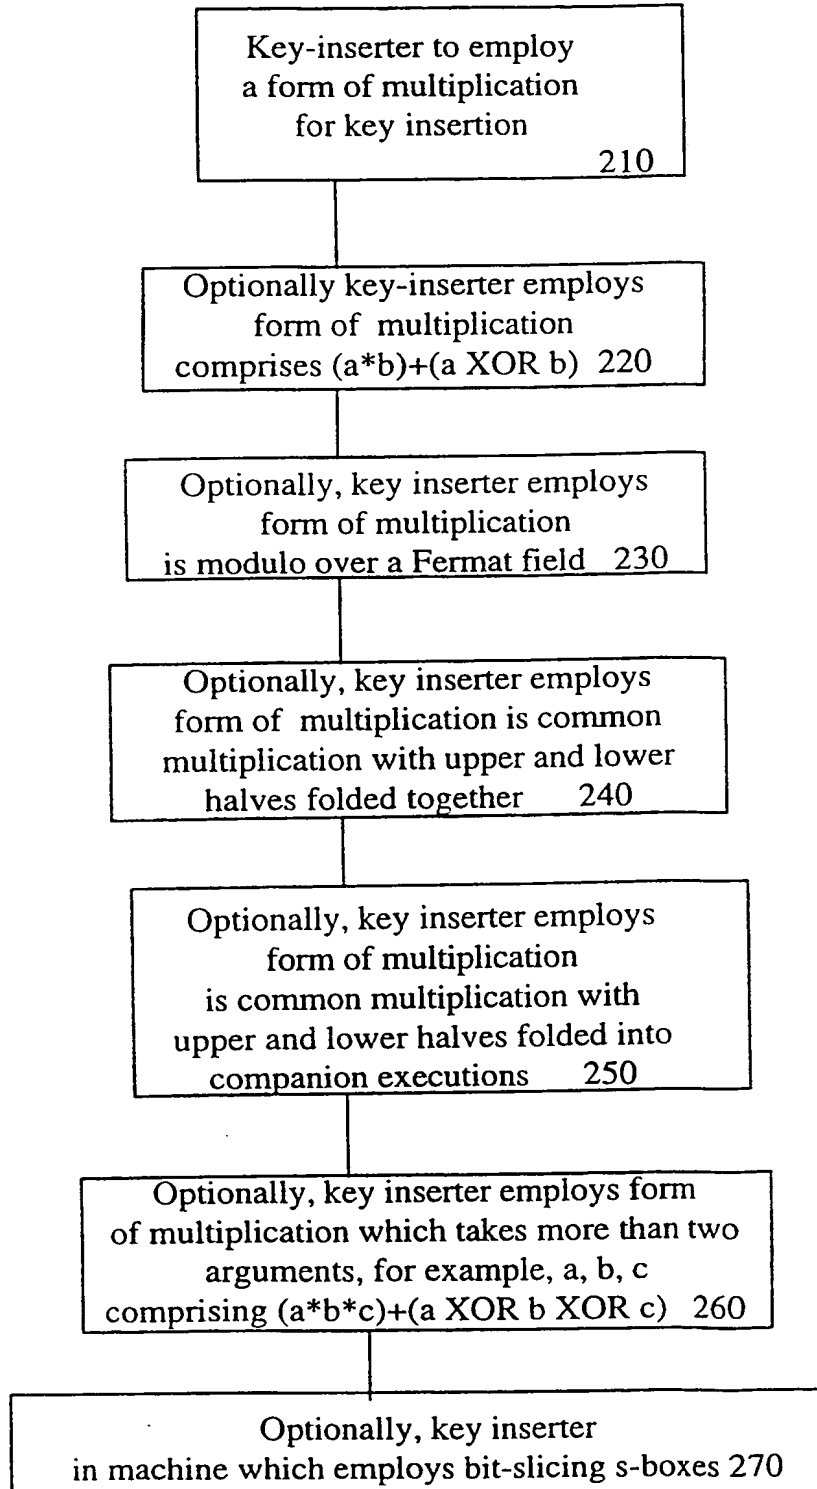 Key-inserter to employ
a form of multiplication
for key insertion
210
Optionally key-inserter employs
form of multiplication
comprises (a*b)+(a XOR b) 220
Optionally, key inserter employs
form of multiplication
is modulo over a Fermat field 230
Optionally, key inserter employs
form of multiplication is common
multiplication with upper and lower
halves folded together 240
Optionally, key inserter employs
form of multiplication
is common multiplication with
upper and lower halves folded into
companion executions 250
Optionally, key inserter employs form
of multiplication which takes more than two
arguments, for example, a, b, c
comprising (a*b*c)+(a XOR b XOR c) 260
Optionally, key inserter
in machine which employs bit-slicing s-boxes 270